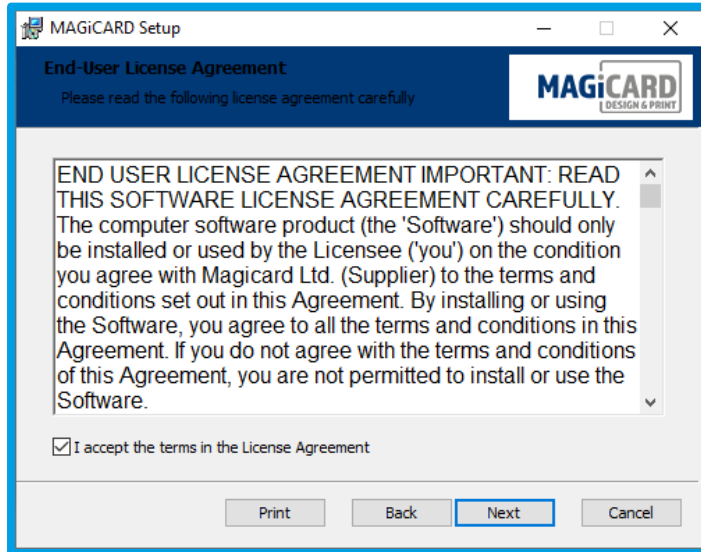 MAGiCARD Setup
End-User License Agreement
Please read the following license agreement carefully
MAGiCARD
DESIGN & PRINT
END USER LICENSE AGREEMENT IMPORTANT: READ
THIS SOFTWARE LICENSE AGREEMENT CAREFULLY.
The computer software product (the 'Software') should only
be installed or used by the Licensee ('you') on the condition
you agree with Magicard Ltd. (Supplier) to the terms and
conditions set out in this Agreement. By installing or using
the Software, you agree to all the terms and conditions in this
Agreement. If you do not agree with the terms and conditions
of this Agreement, you are not permitted to install or use the
Software.
I accept the terms in the License Agreement
Print Back Next Cancel